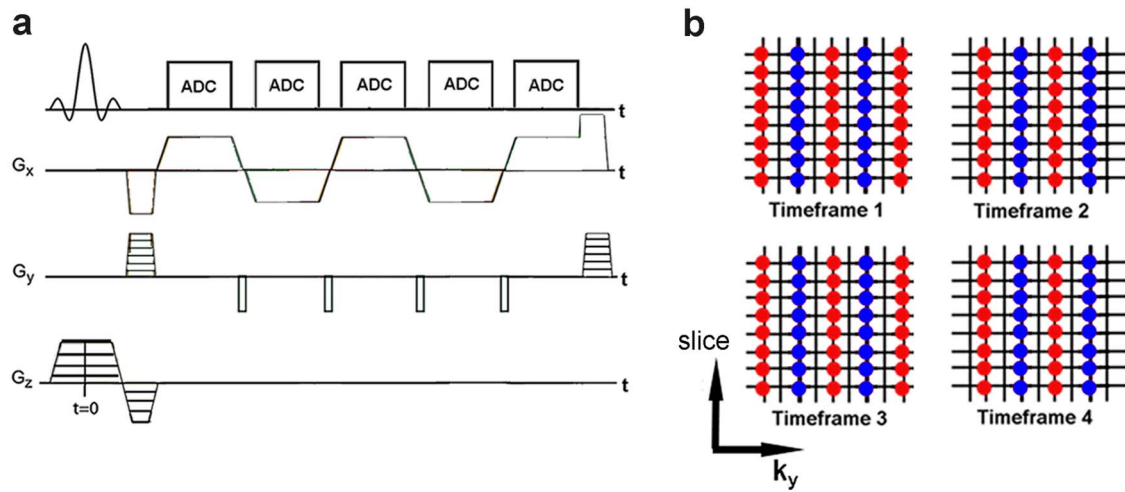 a
ADC ADC ADC ADC ADC
t
Gx
t
Gy
t
Gz
t
t=0
b
Timeframe 1 Timeframe 2
slice
Timeframe 3 Timeframe 4
ky